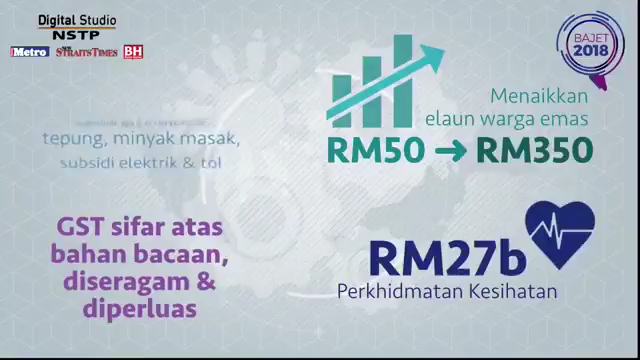 Digital Studio
NSTP
Metro
NEW STRAITS TIMES
BH
BAJET
2018
tepung, minyak masak,
subsidi elektrik & tol
Menaikkan
elaun warga emas
RM50 → RM350
GST sifar atas
bahan bacaan,
diseragam &
diperluas
RM27b
Perkhidmatan Kesihatan